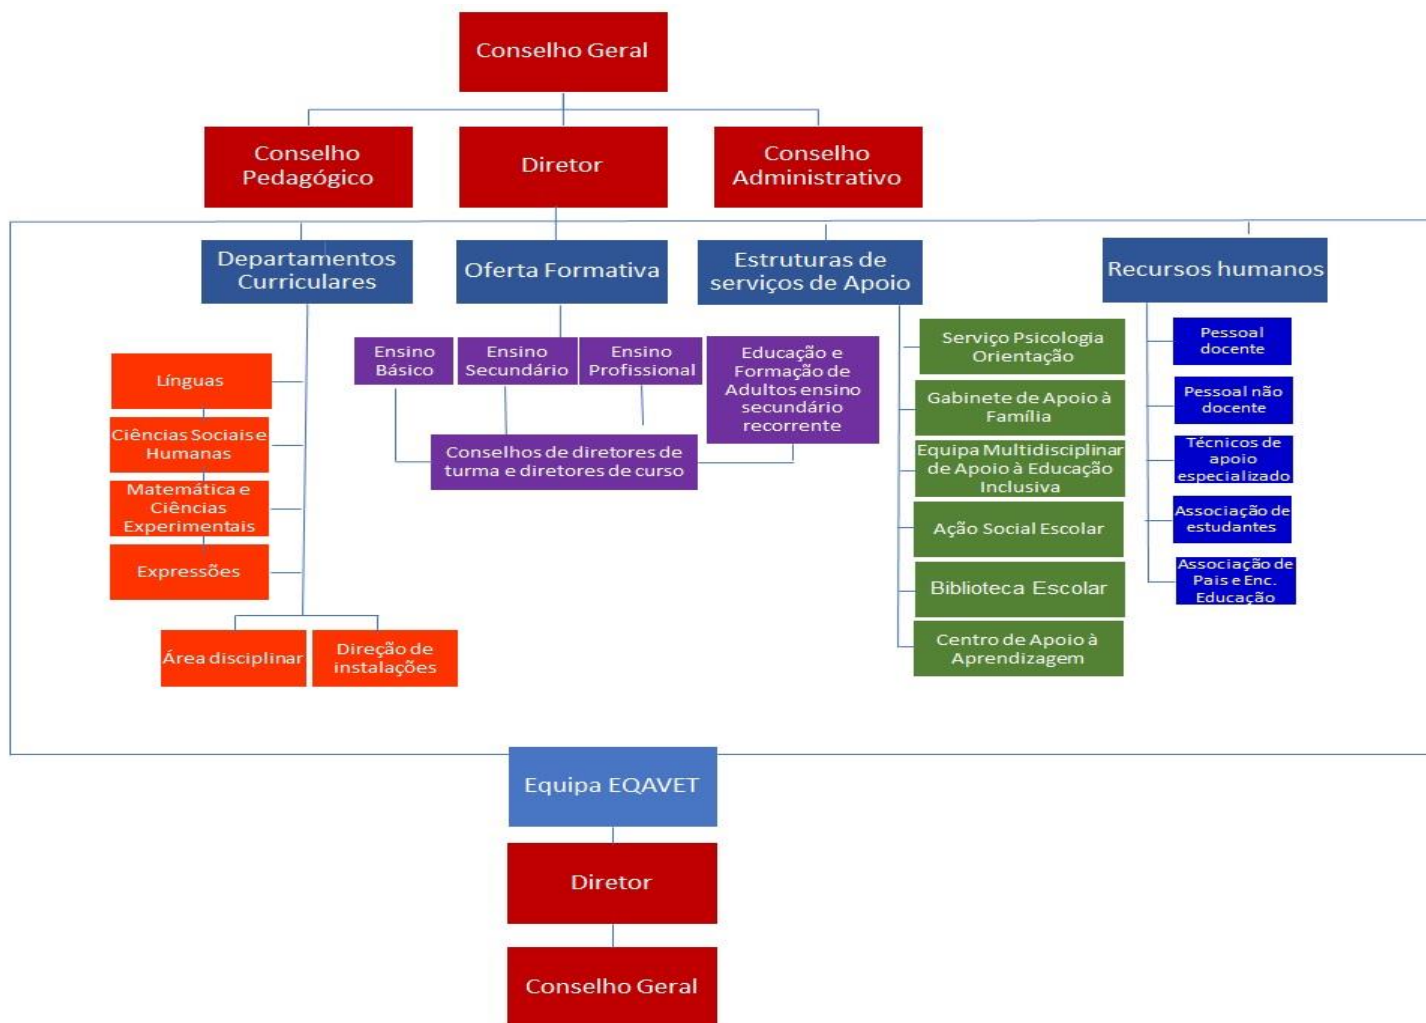 Conselho Geral
Conselho
Pedagógico
Diretor
Conselho
Administrativo
Departamentos
Curriculares
Oferta Formativa
Estruturas de
serviços de Apoio
Recursos humanos
Línguas
Ciências Sociais e
Humanas
Matemática e
Ciências
Experimentais
Expressões
Área disciplinar
Direção de
instalações
Ensino
Básico
Ensino
Secundário
Ensino
Profissional
Educação e
Formação de
Adultos ensino
secundário
recorrente
Conselhos de diretores de
turma e diretores de curso
Serviço Psicologia
Orientação
Gabinete de Apoio à
Família
Equipa Multidisciplinar
de Apoio à Educação
Inclusiva
Ação Social Escolar
Biblioteca Escolar
Centro de Apoio à
Aprendizagem
Pessoal
docente
Pessoal não
docente
Técnicos de
apoio
especializado
Associação de
estudantes
Associação de
Pais e Enc.
Educação
Equipa EQAVET
Diretor
Conselho Geral